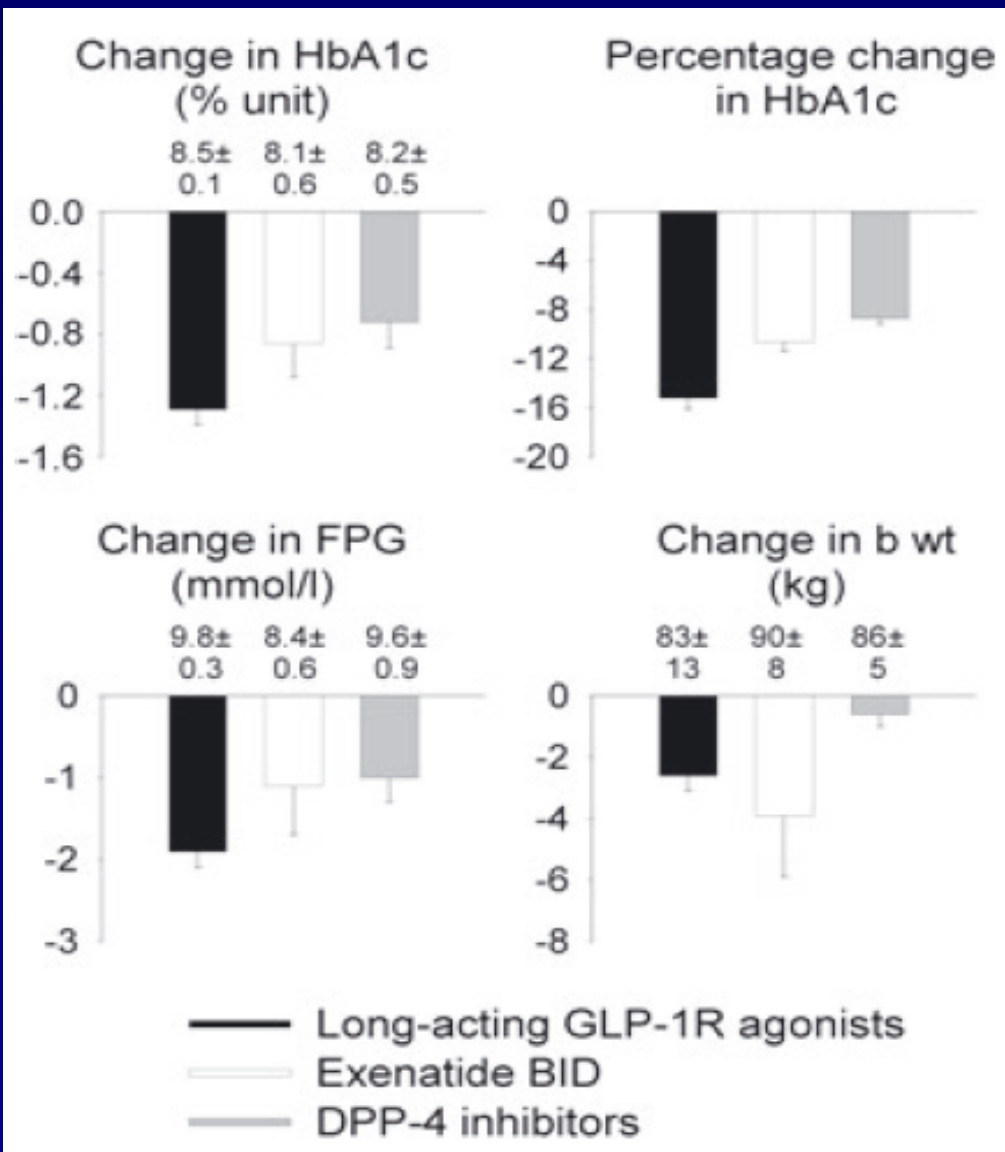 Change in HbA1c
(% unit)
8.5± 8.1± 8.2±
0.1 0.6 0.5
0.0
-0.4
-0.8
-1.2
-1.6
Percentage change
in HbA1c
0
-4
-8
-12
-16
-20
Change in FPG
(mmol/l)
9.8± 8.4± 9.6±
0.3 0.6 0.9
0
-1
-2
-3
Change in b wt
(kg)
83± 90± 86±
13 8 5
0
-2
-4
-6
-8
Long-acting GLP-1R agonists
Exenatide BID
DPP-4 inhibitors